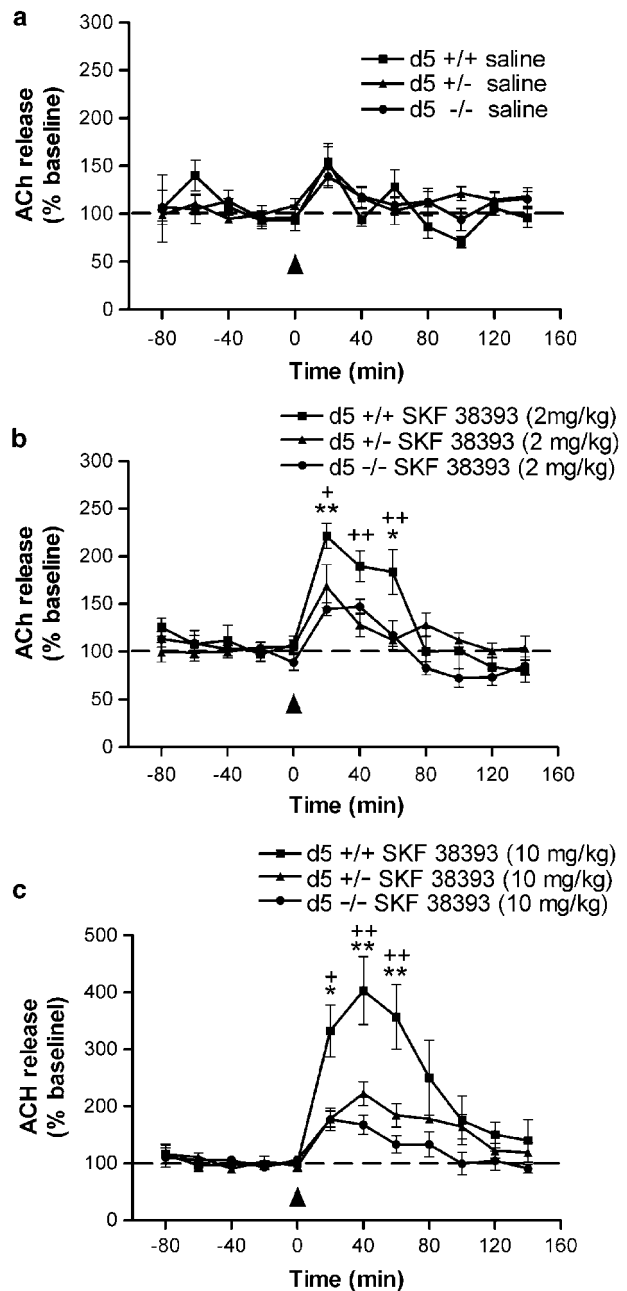 a
d5 +/+ saline
d5 +/- saline
d5 -/- saline
ACh release
(% baseline)
300
250
200
150
100
50
0
-80 -40 0 40 80 120 160
Time (min)
d5 +/+ SKF 38393 (2mg/kg)
d5 +/- SKF 38393 (2 mg/kg)
d5 -/- SKF 38393 (2 mg/kg)
b
ACh release
(% baseline)
300
250
200
150
100
50
0
+
**
++
++
*
-80 -40 0 40 80 120 160
Time (min)
d5 +/+ SKF 38393 (10 mg/kg)
d5 +/- SKF 38393 (10 mg/kg)
d5 -/- SKF 38393 (10 mg/kg)
c
ACH release
(% baselinel)
500
400
300
200
100
0
+
*
++
**
++
**
-80 -40 0 40 80 120 160
Time (min)